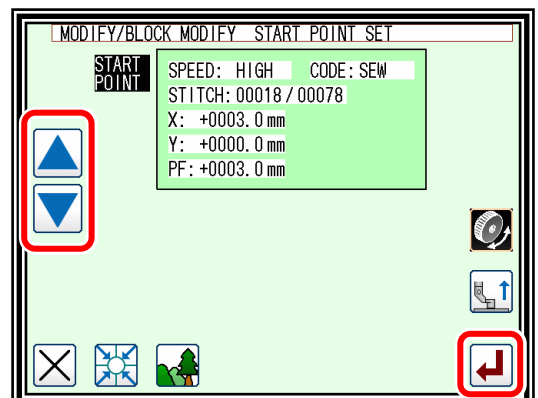 MODIFY/BLOCK MODIFY START POINT SET
START
POINT
SPEED: HIGH CODE: SEW
STITCH: 00018 / 00078
X: +0003.0 mm
Y: +0000.0 mm
PF: +0003.0 mm